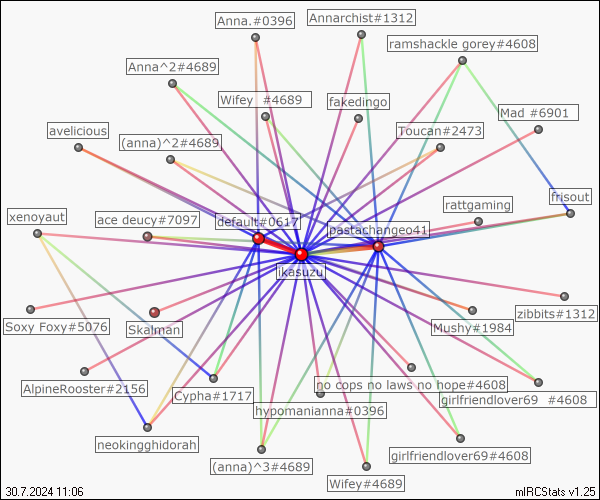 Anna.#0396
Annarchist#1312
ramshackle gorey#4608
Anna^2#4689
Wifey #4689
fakedingo
Mad #6901
avelicious
(anna)^2#4689
Toucan#2473
xenoyaut
ace deucy#7097
default#0617
pastachangeo41
rattgaming
frisout
ikasuzu
Soxy Foxy#5076
Skalman
Mushy#1984
zibbits#1312
AlpineRooster#2156
Cypha#1717
no cops no laws no hope#4608
hypomanianna#0396
girlfriendlover69 #4608
neokingghidorah
(anna)^3#4689
girlfriendlover69#4608
Wifey#4689
30.7.2024 11:06
mIRCStats v1.25